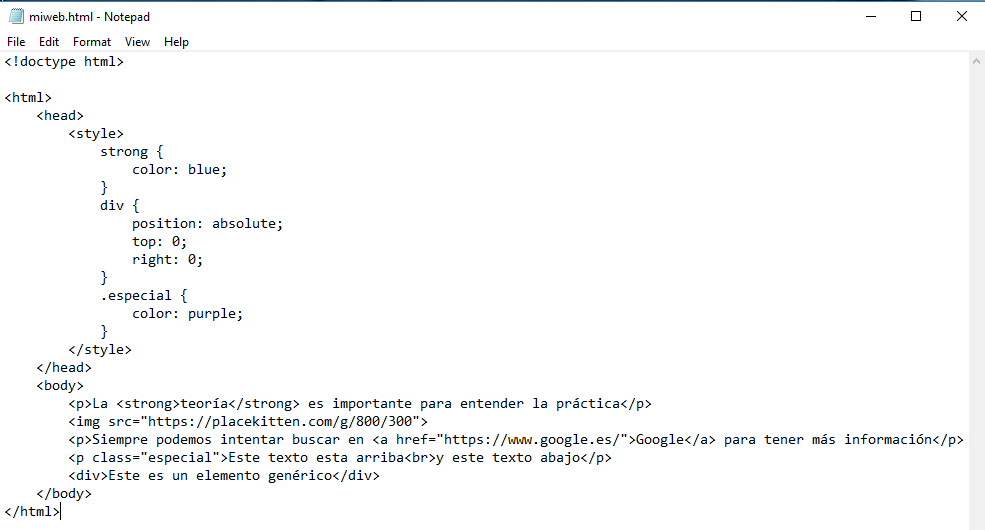 miweb.html - Notepad
File Edit Format View Help
<!doctype html>
<html>
<head>
<style>
strong {
color: blue;
}
div {
position: absolute;
top: 0;
right: 0;
}
.especial {
color: purple;
}
</style>
</head>
<body>
<p>La <strong>teoría</strong> es importante para entender la práctica</p>
<img src="https://placekitten.com/g/800/300">
<p>Siempre podemos intentar buscar en <a href="https://www.google.es/">Google</a> para tener más información</p>
<p class="especial">Este texto esta arriba<br>y este texto abajo</p>
<div>Este es un elemento genérico</div>
</body>
</html>